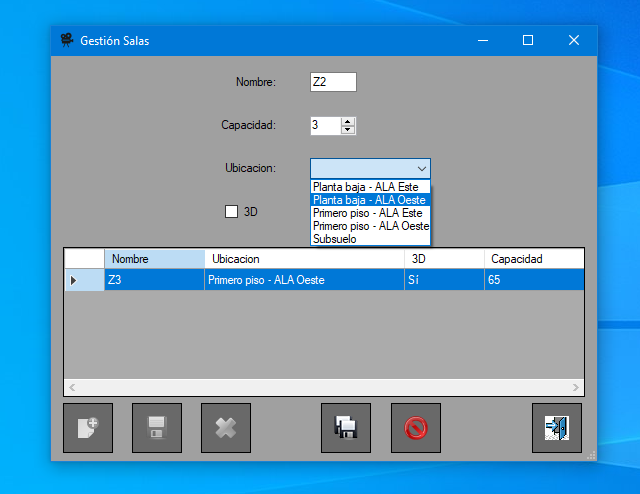 Gestión Salas
Nombre: Z2
Capacidad: 3
Ubicacion:
Planta baja - ALA Este
Planta baja - ALA Oeste
Primero piso - ALA Este
Primero piso - ALA Oeste
Subsuelo
3D
Nombre Ubicacion 3D Capacidad
Z3 Primero piso - ALA Oeste Sí 65